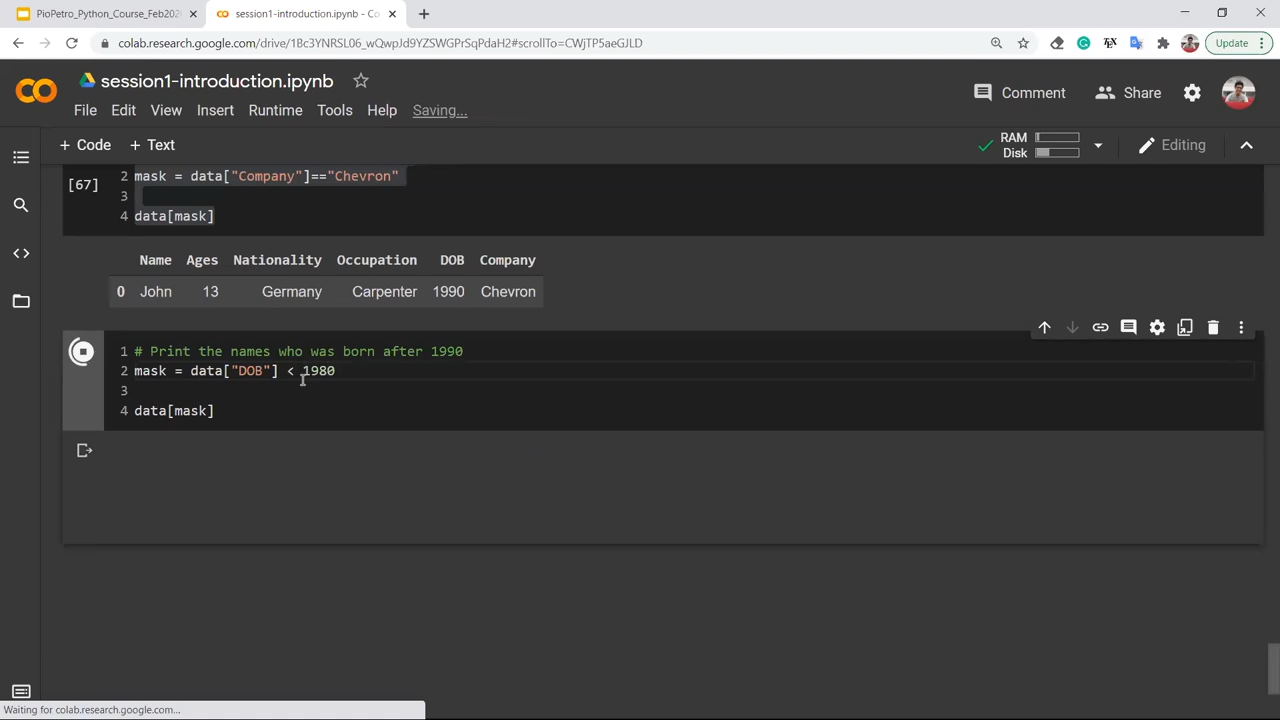 PioPetro_Python_Course_Feb202
session1-introduction.ipynb - Co
colab.research.google.com/drive/1Bc3YNRSL06_wQwpJd9YZSWGPrSqPdaH2#scrollTo=CWjTP5aeGJLD
Update
session1-introduction.ipynb
Comment
Share
File Edit View Insert Runtime Tools Help Saving...
+ Code + Text
RAM
Disk
Editing
[67]
2 mask = data["Company"]=="Chevron"
3
4 data[mask]
Name Ages Nationality Occupation DOB Company
0 John 13 Germany Carpenter 1990 Chevron
1 # Print the names who was born after 1990
2 mask = data["DOB"] < 1980
3
4 data[mask]
Waiting for colab.research.google.com...